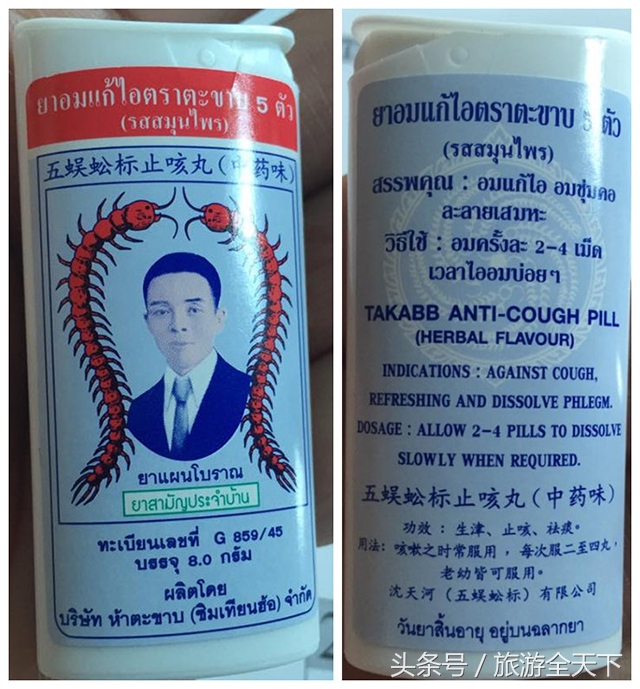 ยาอมแก้ไอตราตะขาบ 5 ตัว
(รสสมุนไพร)
五蜈蚣标止咳丸(中药味)
ยาแผนโบราณ
ยาสามัญประจำบ้าน
ทะเบียนเลขที่ G 859/45
บรรจุ 8.0 กรัม
ผลิตโดย
บริษัท ห้าตะขาบ (ซิมเทียนฮ้อ) จำกัด
ยาอมแก้ไอตราตะขาบ 5 ตัว
(รสสมุนไพร)
สรรพคุณ : อมแก้ไอ อมชุ่มคอ
ละลายเสมหะ
วิธีใช้ : อมครั้งละ 2-4 เม็ด
เวลาไออมบ่อยๆ
TAKABB ANTI-COUGH PILL
(HERBAL FLAVOUR)
INDICATIONS : AGAINST COUGH,
REFRESHING AND DISSOLVE PHLEGM.
DOSAGE : ALLOW 2-4 PILLS TO DISSOLVE
SLOWLY WHEN REQUIRED.
五蜈蚣标止咳丸(中药味)
功效 : 生津、止咳、祛痰。
用法: 咳嗽之时常服用，每次服二至四丸，
老幼皆可服用。
沈天河(五蜈蚣标)有限公司
วันยาสิ้นอายุ อยู่บนฉลากยา
头条号 / 旅游全天下